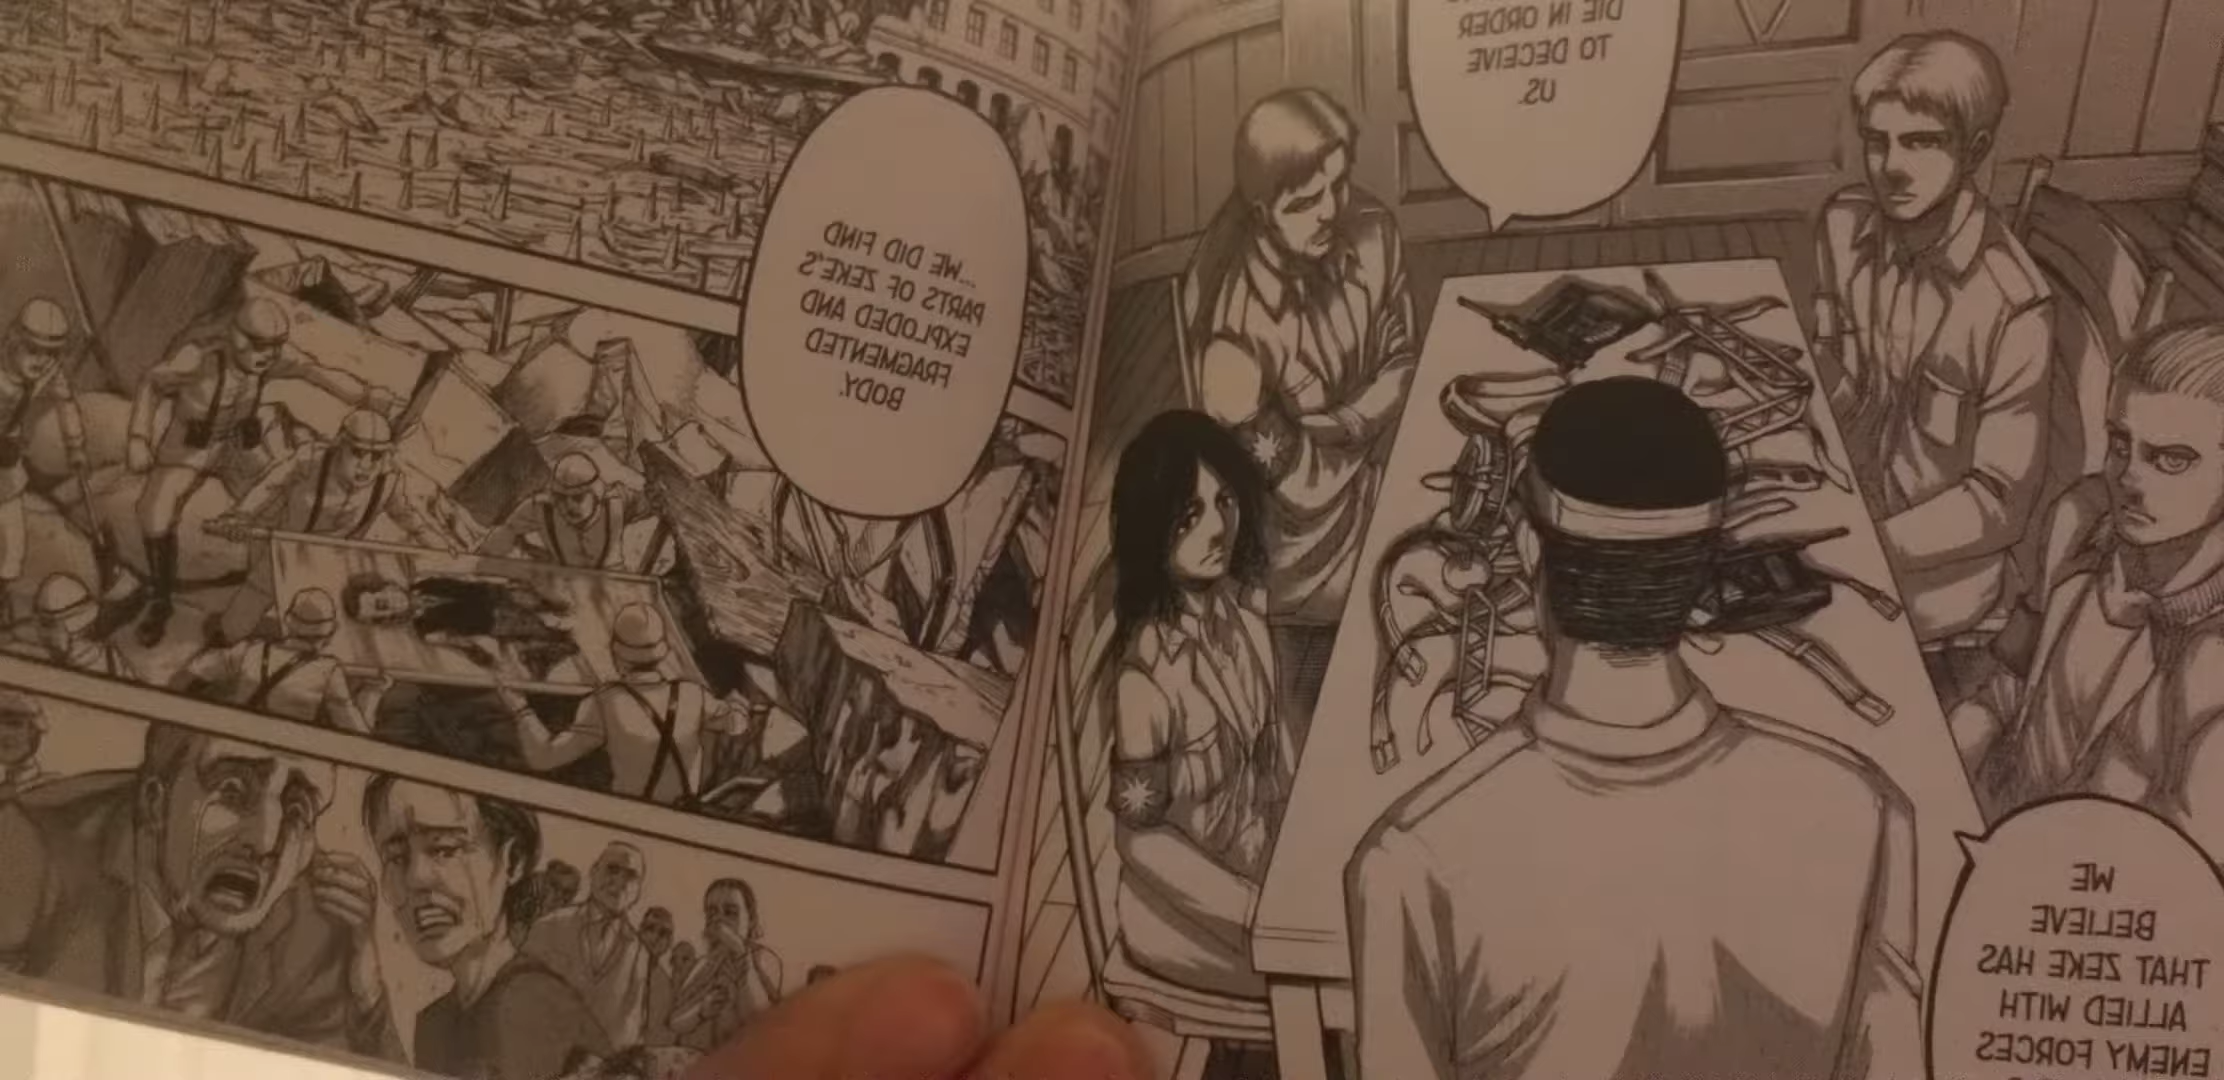 ...WE DID FIND
PARTS OF ZEKE'S
EXPLODED AND
FRAGMENTED
BODY.
DIE IN ORDER
TO DECEIVE
US.
WE
BELIEVE
THAT ZEKE HAS
ALLIED WITH
ENEMY FORCES